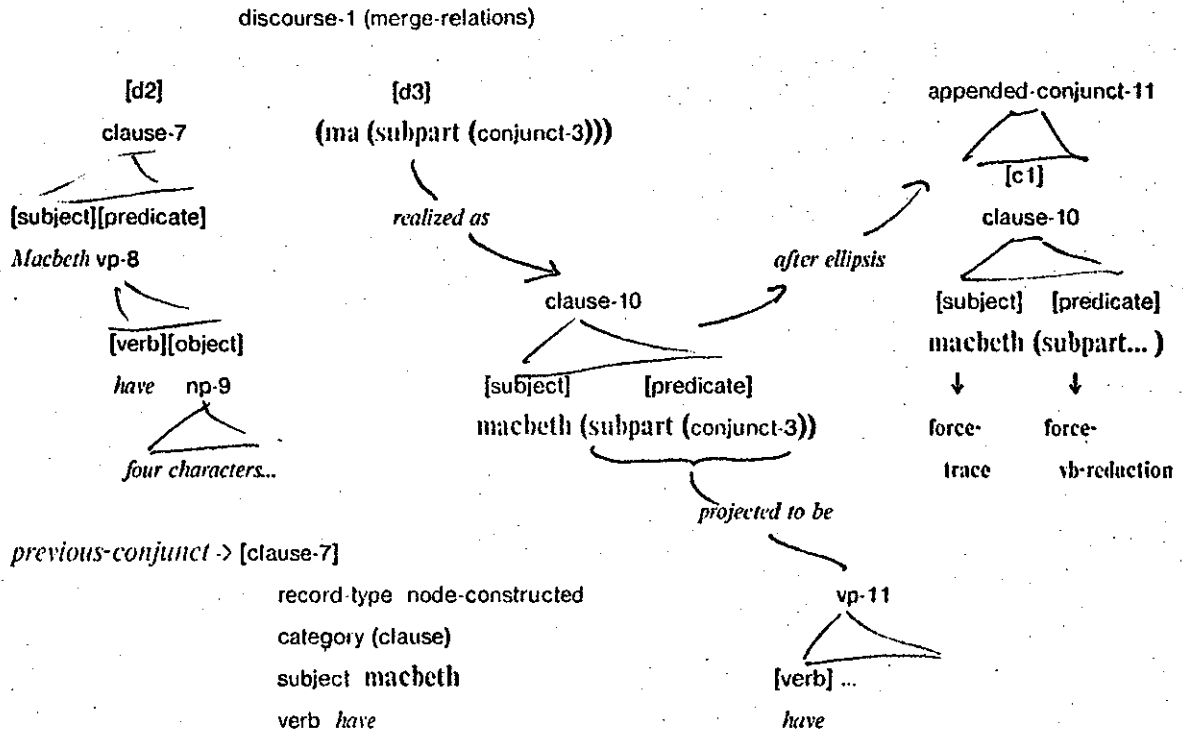 discourse-1 (merge-relations)
[d2]
clause-7
[subject][predicate]
Macbeth vp-8
[verb][object]
have np-9
four characters...
[d3]
(ma (subpart (conjunct-3)))
realized as
clause-10
[subject] [predicate]
macbeth (subpart (conjunct-3))
projected to be
vp-11
[verb] ...
have
after ellipsis
appended-conjunct-11
[c1]
clause-10
[subject] [predicate]
macbeth (subpart... )
↓ ↓
force- force-
trace vb-reduction
previous-conjunct -> [clause-7]
record-type node-constructed
category (clause)
subject macbeth
verb have